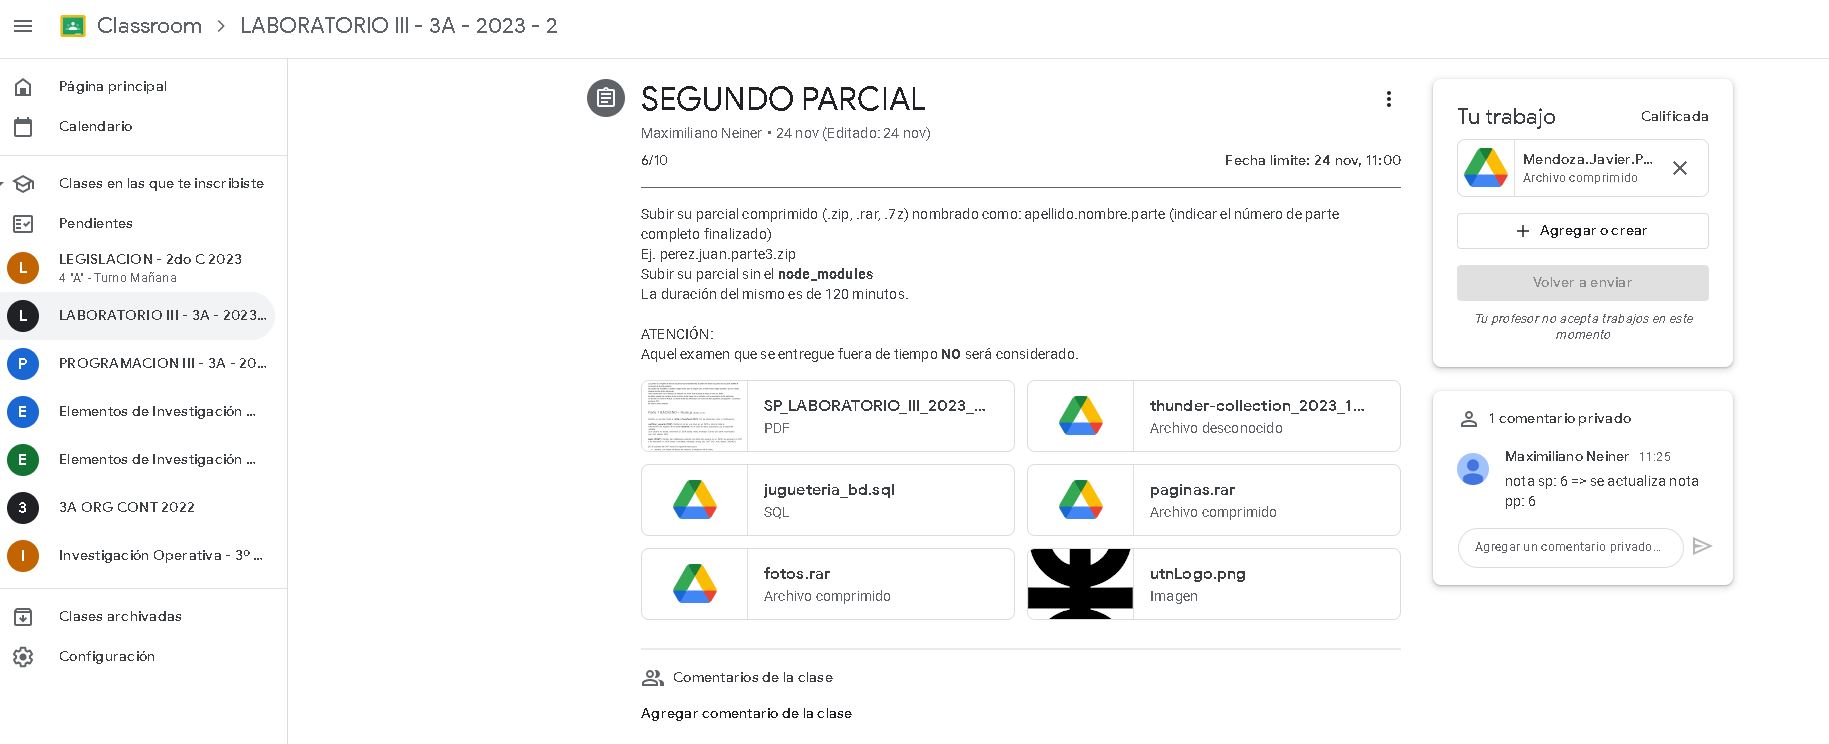 Classroom > LABORATORIO III - 3A - 2023 - 2
Página principal
Calendario
Clases en las que te inscribiste
Pendientes
L
LEGISLACION - 2do C 2023
4 "A" - Turno Mañana
L
LABORATORIO III - 3A - 2023...
P
PROGRAMACION III - 3A - 20...
E
Elementos de Investigación ...
E
Elementos de Investigación ...
3
3A ORG CONT 2022
I
Investigación Operativa - 3º ...
Clases archivadas
Configuración
SEGUNDO PARCIAL
Maximiliano Neiner • 24 nov (Editado: 24 nov)
6/10
Fecha límite: 24 nov, 11:00
Subir su parcial comprimido (.zip, .rar, .7z) nombrado como: apellido.nombre.parte (indicar el número de parte
completo finalizado)
Ej. perez.juan.parte3.zip
Subir su parcial sin el node_modules
La duración del mismo es de 120 minutos.
ATENCIÓN:
Aquel examen que se entregue fuera de tiempo NO será considerado.
SP_LABORATORIO_III_2023_...
PDF
thunder-collection_2023_1...
Archivo desconocido
jugueteria_bd.sql
SQL
paginas.rar
Archivo comprimido
fotos.rar
Archivo comprimido
utnLogo.png
Imagen
Comentarios de la clase
Agregar comentario de la clase
Tu trabajo
Calificada
Mendoza.Javier.P...
Archivo comprimido
Agregar o crear
Volver a enviar
Tu profesor no acepta trabajos en este
momento
1 comentario privado
Maximiliano Neiner 11:25
nota sp: 6 => se actualiza nota
pp: 6
Agregar un comentario privado...